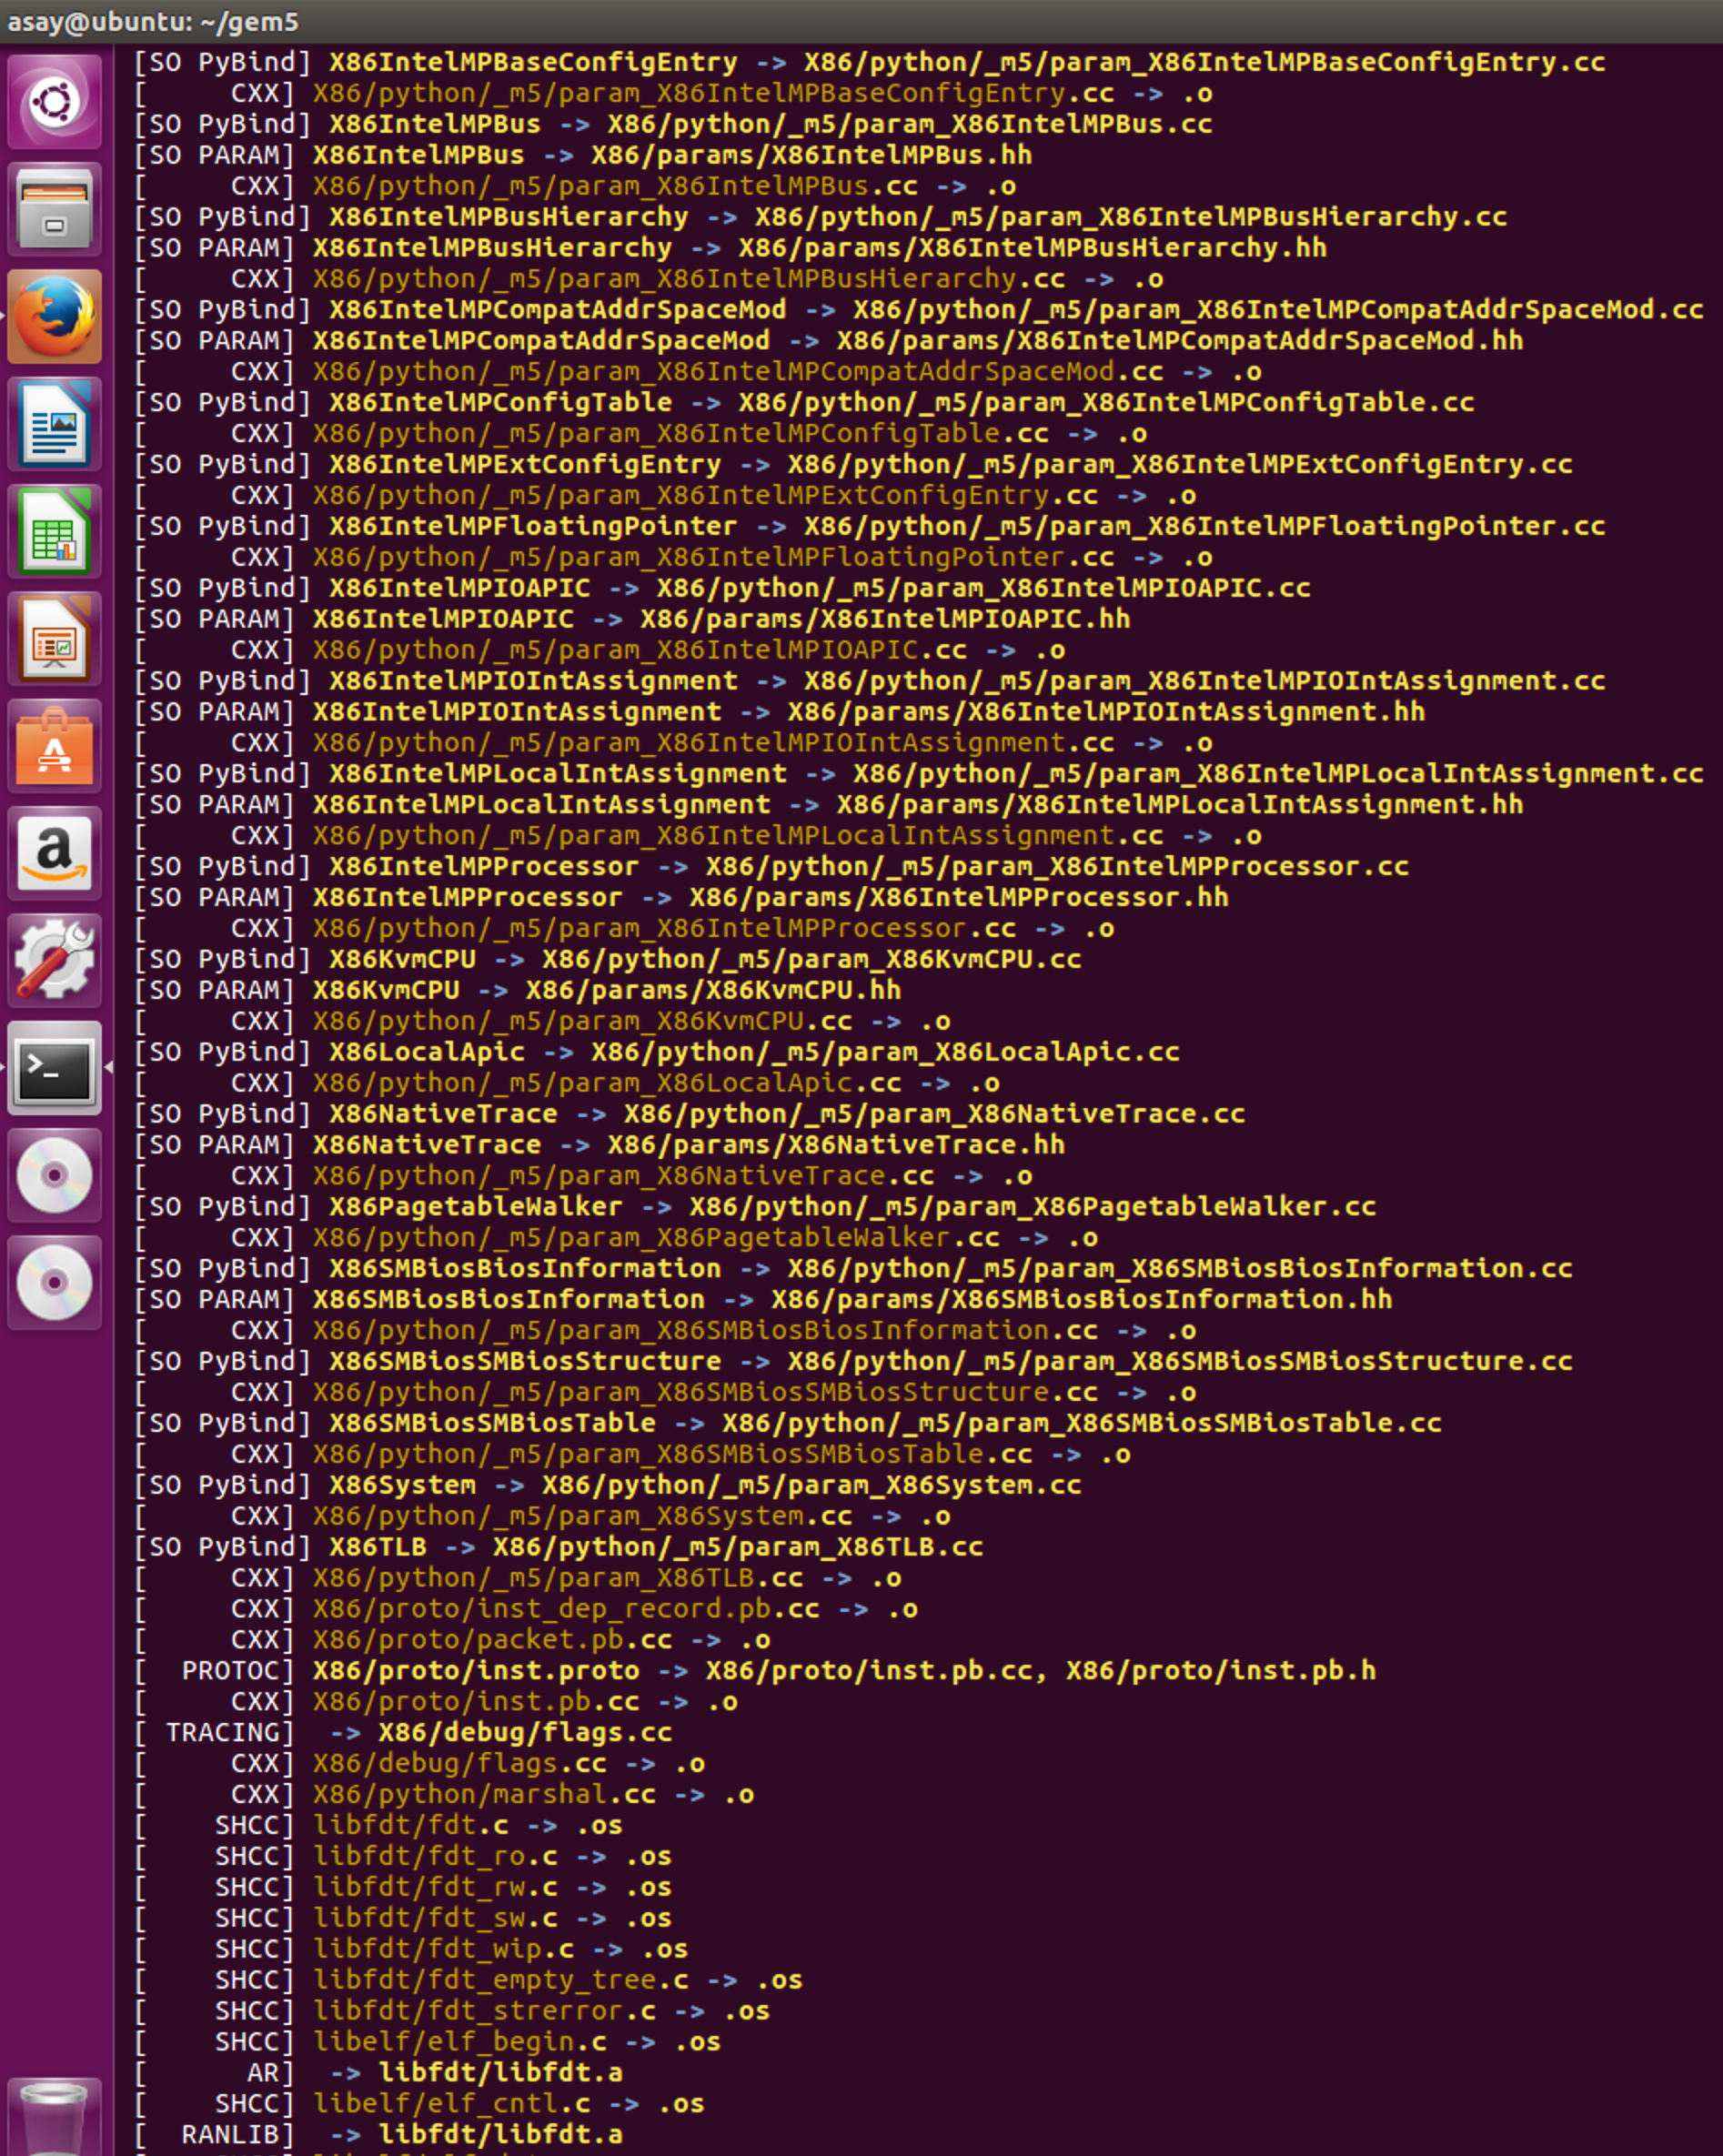 asay@ubuntu: ~/gem5
[SO PyBind] X86IntelMPBaseConfigEntry -> X86/python/_m5/param_X86IntelMPBaseConfigEntry.cc
[     CXX] X86/python/_m5/param_X86IntelMPBaseConfigEntry.cc -> .o
[SO PyBind] X86IntelMPBus -> X86/python/_m5/param_X86IntelMPBus.cc
[SO PARAM] X86IntelMPBus -> X86/params/X86IntelMPBus.hh
[     CXX] X86/python/_m5/param_X86IntelMPBus.cc -> .o
[SO PyBind] X86IntelMPBusHierarchy -> X86/python/_m5/param_X86IntelMPBusHierarchy.cc
[SO PARAM] X86IntelMPBusHierarchy -> X86/params/X86IntelMPBusHierarchy.hh
[     CXX] X86/python/_m5/param_X86IntelMPBusHierarchy.cc -> .o
[SO PyBind] X86IntelMPCompatAddrSpaceMod -> X86/python/_m5/param_X86IntelMPCompatAddrSpaceMod.cc
[SO PARAM] X86IntelMPCompatAddrSpaceMod -> X86/params/X86IntelMPCompatAddrSpaceMod.hh
[     CXX] X86/python/_m5/param_X86IntelMPCompatAddrSpaceMod.cc -> .o
[SO PyBind] X86IntelMPConfigTable -> X86/python/_m5/param_X86IntelMPConfigTable.cc
[     CXX] X86/python/_m5/param_X86IntelMPConfigTable.cc -> .o
[SO PyBind] X86IntelMPExtConfigEntry -> X86/python/_m5/param_X86IntelMPExtConfigEntry.cc
[     CXX] X86/python/_m5/param_X86IntelMPExtConfigEntry.cc -> .o
[SO PyBind] X86IntelMPFloatingPointer -> X86/python/_m5/param_X86IntelMPFloatingPointer.cc
[     CXX] X86/python/_m5/param_X86IntelMPFloatingPointer.cc -> .o
[SO PyBind] X86IntelMPIOAPIC -> X86/python/_m5/param_X86IntelMPIOAPIC.cc
[SO PARAM] X86IntelMPIOAPIC -> X86/params/X86IntelMPIOAPIC.hh
[     CXX] X86/python/_m5/param_X86IntelMPIOAPIC.cc -> .o
[SO PyBind] X86IntelMPIOIntAssignment -> X86/python/_m5/param_X86IntelMPIOIntAssignment.cc
[SO PARAM] X86IntelMPIOIntAssignment -> X86/params/X86IntelMPIOIntAssignment.hh
[     CXX] X86/python/_m5/param_X86IntelMPIOIntAssignment.cc -> .o
[SO PyBind] X86IntelMPLocalIntAssignment -> X86/python/_m5/param_X86IntelMPLocalIntAssignment.cc
[SO PARAM] X86IntelMPLocalIntAssignment -> X86/params/X86IntelMPLocalIntAssignment.hh
[     CXX] X86/python/_m5/param_X86IntelMPLocalIntAssignment.cc -> .o
[SO PyBind] X86IntelMPProcessor -> X86/python/_m5/param_X86IntelMPProcessor.cc
[SO PARAM] X86IntelMPProcessor -> X86/params/X86IntelMPProcessor.hh
[     CXX] X86/python/_m5/param_X86IntelMPProcessor.cc -> .o
[SO PyBind] X86KvmCPU -> X86/python/_m5/param_X86KvmCPU.cc
[SO PARAM] X86KvmCPU -> X86/params/X86KvmCPU.hh
[     CXX] X86/python/_m5/param_X86KvmCPU.cc -> .o
[SO PyBind] X86LocalApic -> X86/python/_m5/param_X86LocalApic.cc
[     CXX] X86/python/_m5/param_X86LocalApic.cc -> .o
[SO PyBind] X86NativeTrace -> X86/python/_m5/param_X86NativeTrace.cc
[SO PARAM] X86NativeTrace -> X86/params/X86NativeTrace.hh
[     CXX] X86/python/_m5/param_X86NativeTrace.cc -> .o
[SO PyBind] X86PagetableWalker -> X86/python/_m5/param_X86PagetableWalker.cc
[     CXX] X86/python/_m5/param_X86PagetableWalker.cc -> .o
[SO PyBind] X86SMBiosBiosInformation -> X86/python/_m5/param_X86SMBiosBiosInformation.cc
[SO PARAM] X86SMBiosBiosInformation -> X86/params/X86SMBiosBiosInformation.hh
[     CXX] X86/python/_m5/param_X86SMBiosBiosInformation.cc -> .o
[SO PyBind] X86SMBiosSMBiosStructure -> X86/python/_m5/param_X86SMBiosSMBiosStructure.cc
[     CXX] X86/python/_m5/param_X86SMBiosSMBiosStructure.cc -> .o
[SO PyBind] X86SMBiosSMBiosTable -> X86/python/_m5/param_X86SMBiosSMBiosTable.cc
[     CXX] X86/python/_m5/param_X86SMBiosSMBiosTable.cc -> .o
[SO PyBind] X86System -> X86/python/_m5/param_X86System.cc
[     CXX] X86/python/_m5/param_X86System.cc -> .o
[SO PyBind] X86TLB -> X86/python/_m5/param_X86TLB.cc
[     CXX] X86/python/_m5/param_X86TLB.cc -> .o
[     CXX] X86/proto/inst_dep_record.pb.cc -> .o
[     CXX] X86/proto/packet.pb.cc -> .o
[  PROTOC] X86/proto/inst.proto -> X86/proto/inst.pb.cc, X86/proto/inst.pb.h
[     CXX] X86/proto/inst.pb.cc -> .o
[ TRACING]  -> X86/debug/flags.cc
[     CXX] X86/debug/flags.cc -> .o
[     CXX] X86/python/marshal.cc -> .o
[    SHCC] libfdt/fdt.c -> .os
[    SHCC] libfdt/fdt_ro.c -> .os
[    SHCC] libfdt/fdt_rw.c -> .os
[    SHCC] libfdt/fdt_sw.c -> .os
[    SHCC] libfdt/fdt_wip.c -> .os
[    SHCC] libfdt/fdt_empty_tree.c -> .os
[    SHCC] libfdt/fdt_strerror.c -> .os
[    SHCC] libelf/elf_begin.c -> .os
[      AR]  -> libfdt/libfdt.a
[    SHCC] libelf/elf_cntl.c -> .os
[  RANLIB]  -> libfdt/libfdt.a